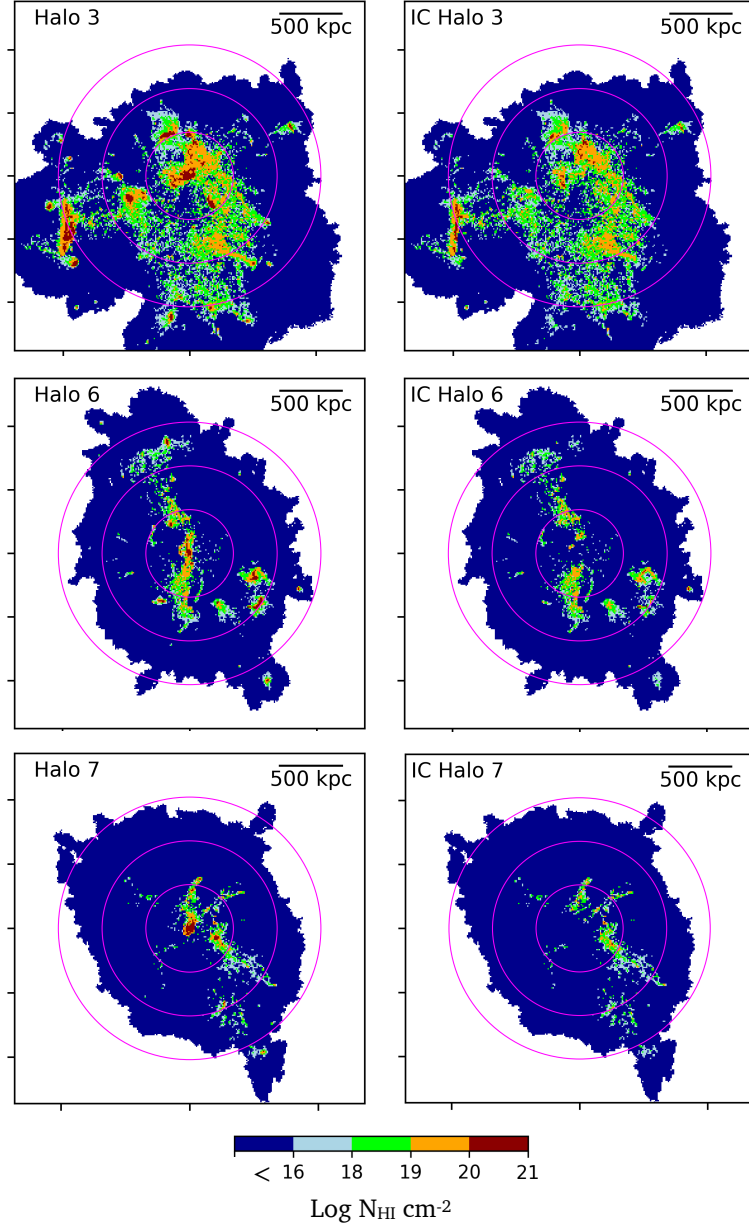 Halo 3
500 kpc
IC Halo 3
500 kpc
Halo 6
500 kpc
IC Halo 6
500 kpc
Halo 7
500 kpc
IC Halo 7
500 kpc
< 16 18 19 20 21
Log N_HI cm⁻²